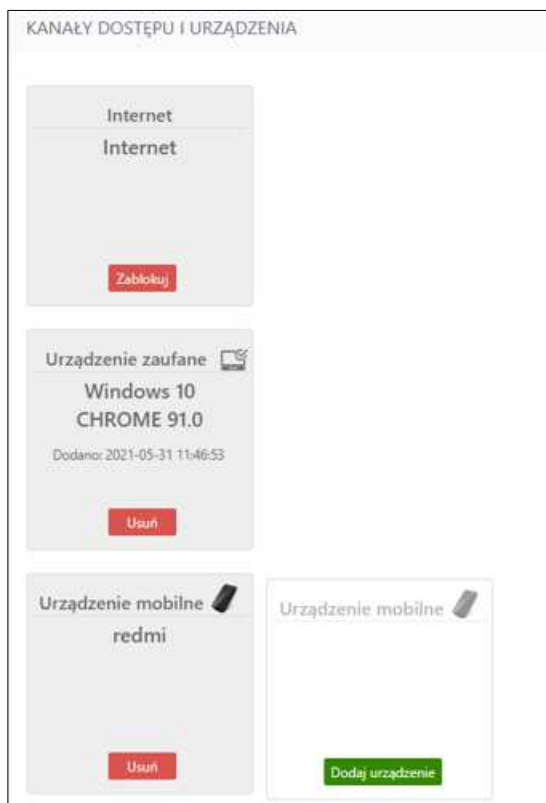 KANAŁY DOSTĘPU I URZĄDZENIA
Internet
Internet
Zablokuj
Urządzenie zaufane
Windows 10
CHROME 91.0
Dodano: 2021-05-31 11:46:53
Usuń
Urządzenie mobilne
redmi
Usuń
Urządzenie mobilne
Dodaj urządzenie